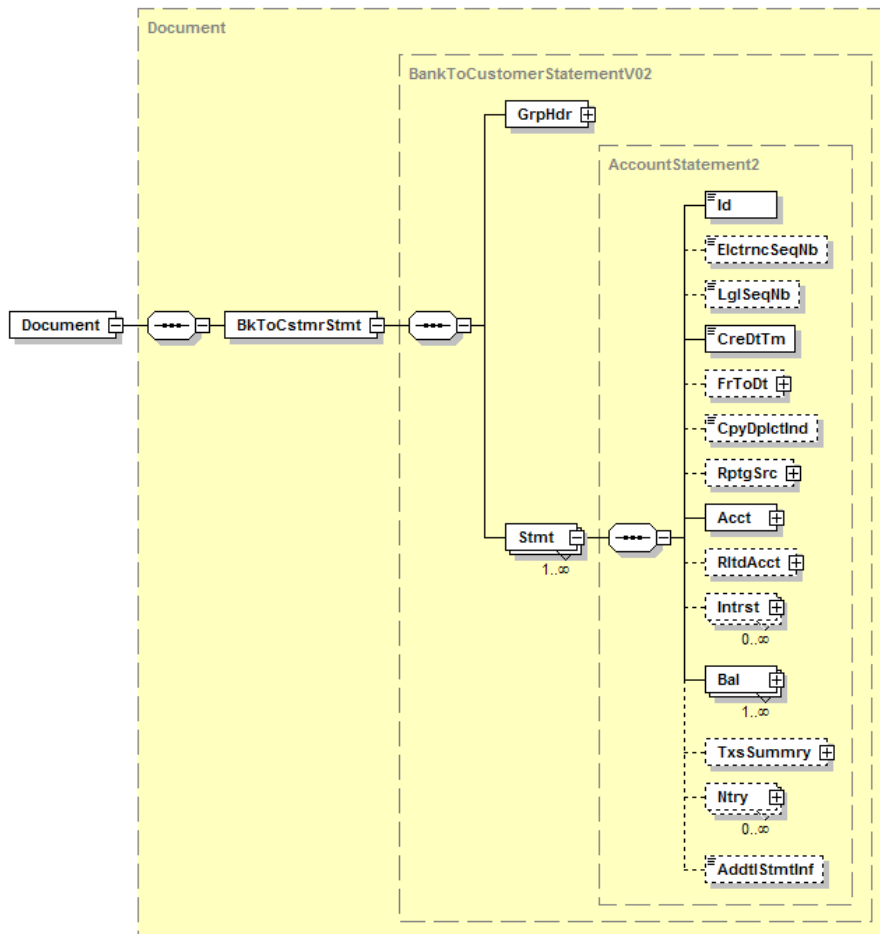 Document
BankToCustomerStatementV02
GrpHdr
AccountStatement2
Id
ElctrncSeqNb
LglSeqNb
Document
BkToCstmrStmt
CreDtTm
FrToDt
CpyDplctInd
RptgSrc
Acct
Stmt
1..∞
RltdAcct
Intrst
0..∞
Bal
1..∞
TxsSummry
Ntry
0..∞
AddtlStmtInf